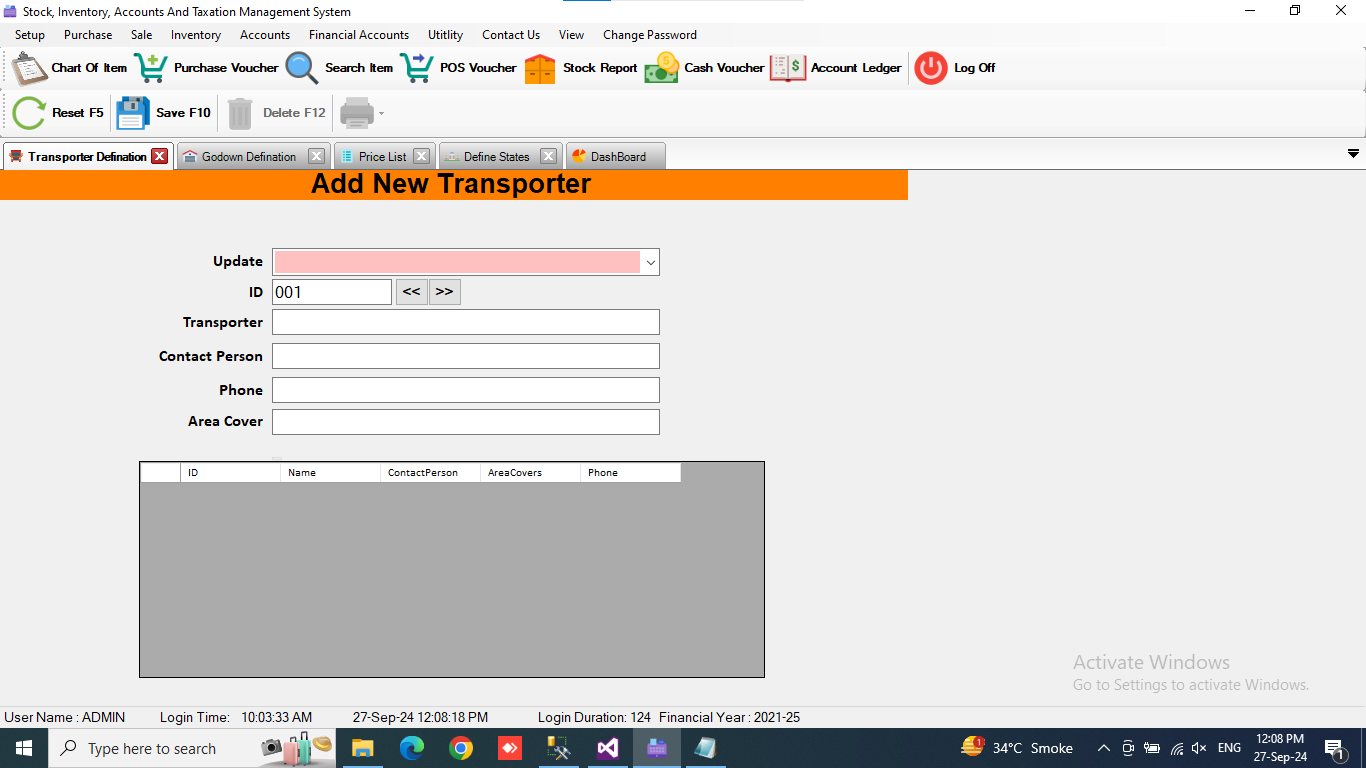 Stock, Inventory, Accounts And Taxation Management System
Setup Purchase Sale Inventory Accounts Financial Accounts Uitility Contact Us View Change Password
Chart Of Item Purchase Voucher Search Item POS Voucher Stock Report Cash Voucher Account Ledger Log Off
Reset F5 Save F10 Delete F12
Transporter Defination Godown Defination Price List Define States DashBoard
Add New Transporter
Update
ID 001 << >>
Transporter
Contact Person
Phone
Area Cover
ID Name ContactPerson AreaCovers Phone
Activate Windows
Go to Settings to activate Windows.
User Name : ADMIN Login Time: 10:03:33 AM 27-Sep-24 12:08:18 PM Login Duration: 124 Financial Year : 2021-25
Type here to search 34°C Smoke ENG 12:08 PM
27-Sep-24